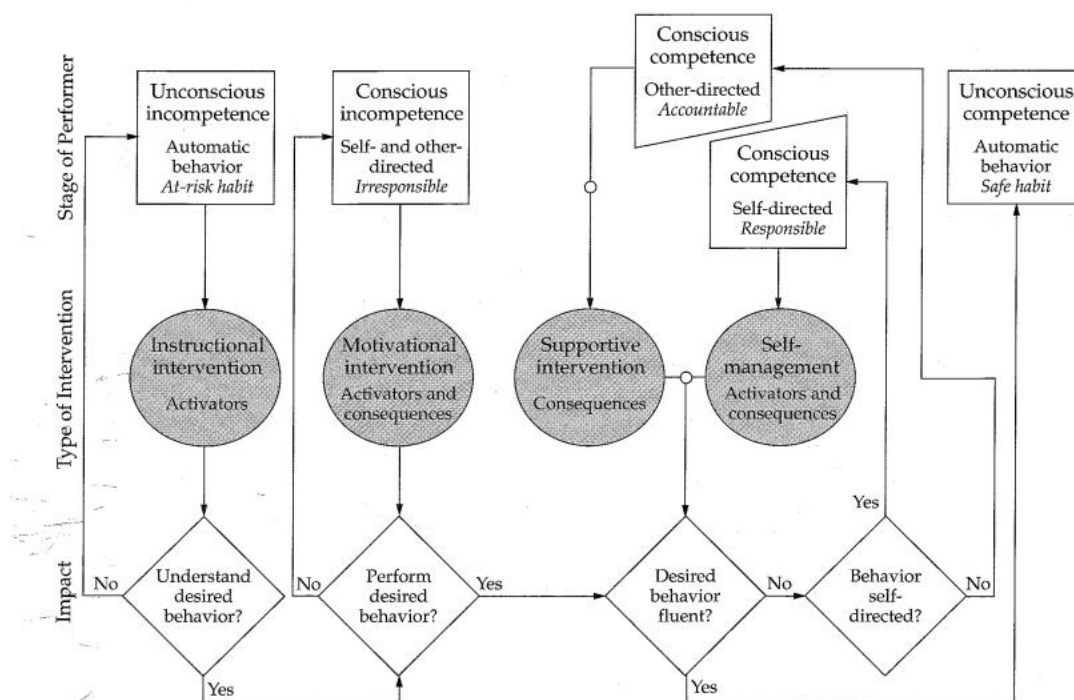 Stage of Performer
Unconscious
incompetence
Automatic
behavior
At-risk habit
Conscious
incompetence
Self- and other-
directed
Irresponsible
Conscious
competence
Other-directed
Accountable
Conscious
competence
Self-directed
Responsible
Unconscious
competence
Automatic
behavior
Safe habit
Type of Intervention
Instructional
intervention
Activators
Motivational
intervention
Activators and
consequences
Supportive
intervention
Consequences
Self-
management
Activators and
consequences
Impact
No
Understand
desired
behavior?
Yes
No
Perform
desired
behavior?
Yes
Desired
behavior
fluent?
No
Yes
Behavior
self-
directed?
Yes
No